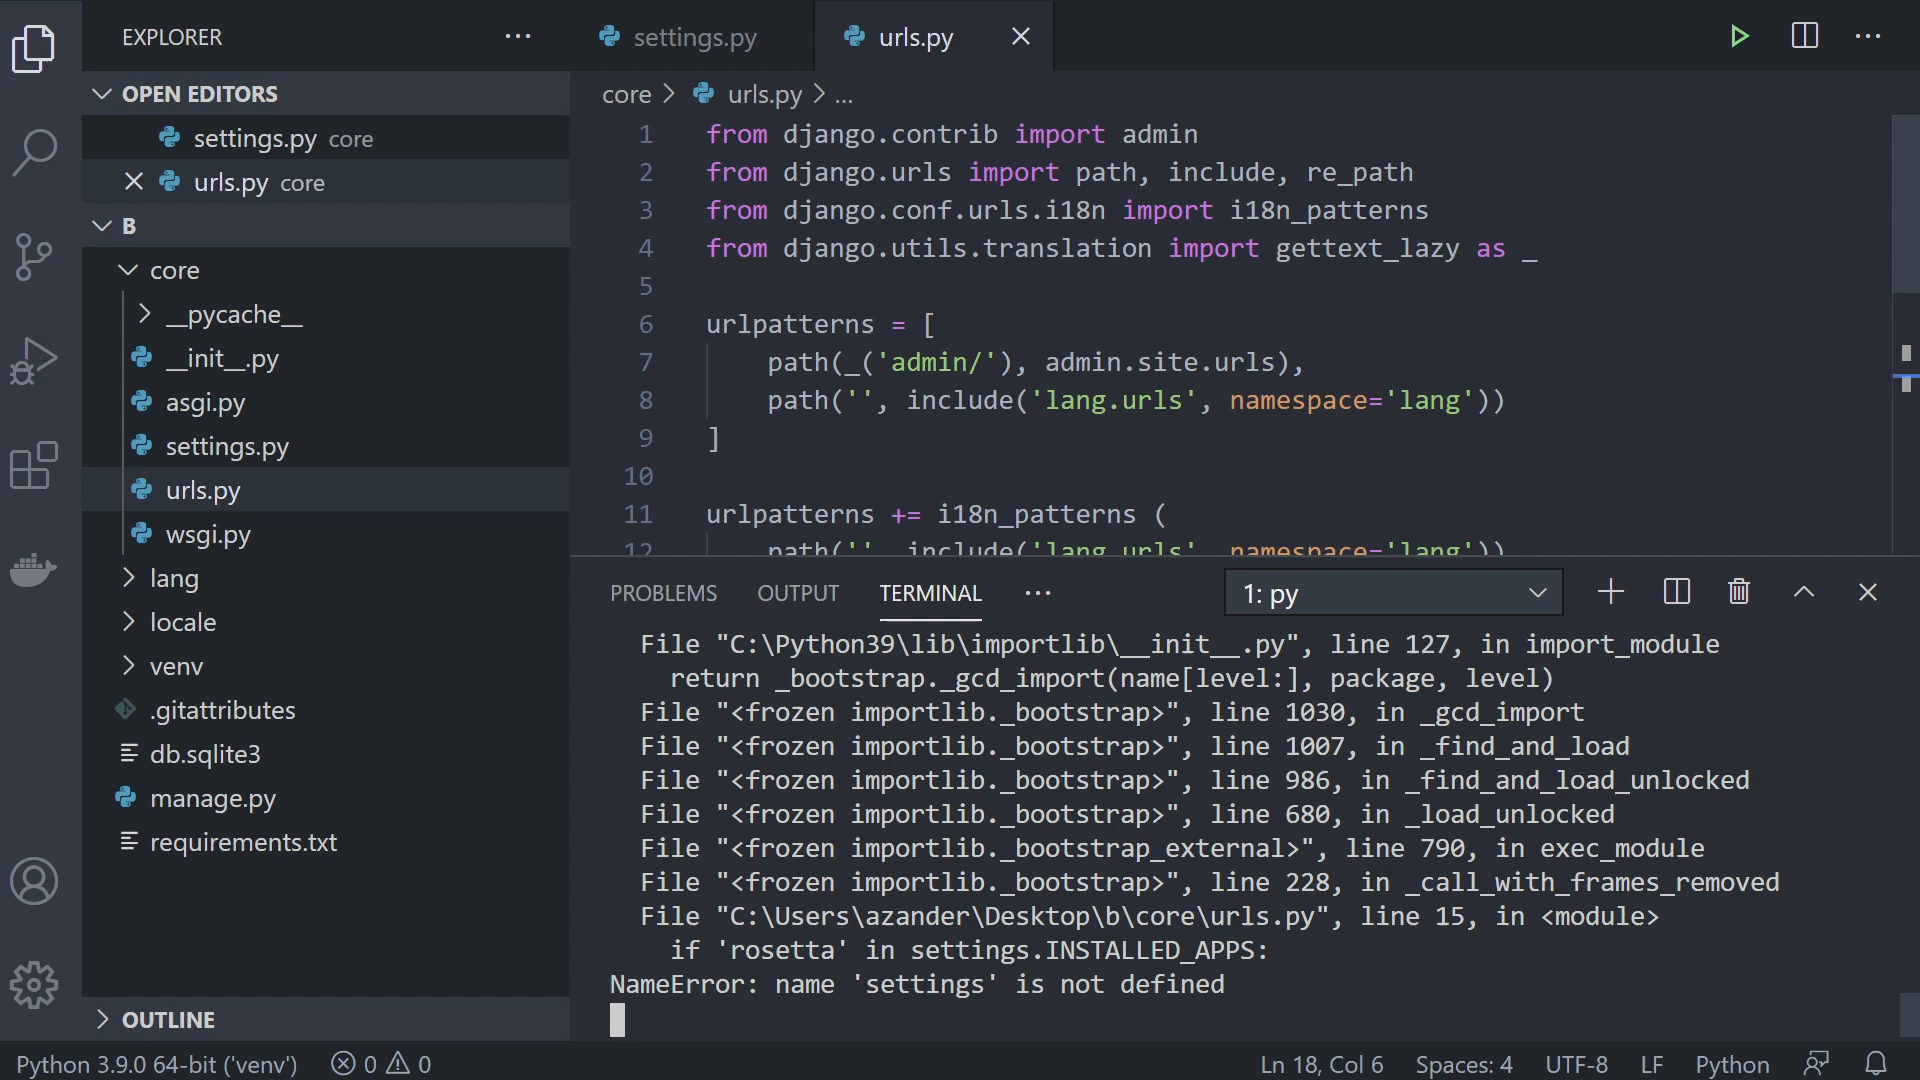 EXPLORER
settings.py
urls.py
OPEN EDITORS
settings.py core
urls.py core
B
core
__pycache__
__init__.py
asgi.py
settings.py
urls.py
wsgi.py
lang
locale
venv
.gitattributes
db.sqlite3
manage.py
requirements.txt
OUTLINE
core > urls.py > ...
1 from django.contrib import admin
2 from django.urls import path, include, re_path
3 from django.conf.urls.i18n import i18n_patterns
4 from django.utils.translation import gettext_lazy as _
5
6 urlpatterns = [
7 path(_('admin/'), admin.site.urls),
8 path('', include('lang.urls', namespace='lang'))
9 ]
10
11 urlpatterns += i18n_patterns (
12 path('', include('lang.urls', namespace='lang'))
PROBLEMS OUTPUT TERMINAL ... 1: py
File "C:\Python39\lib\importlib\__init__.py", line 127, in import_module
return _bootstrap._gcd_import(name[level:], package, level)
File "<frozen importlib._bootstrap>", line 1030, in _gcd_import
File "<frozen importlib._bootstrap>", line 1007, in _find_and_load
File "<frozen importlib._bootstrap>", line 986, in _find_and_load_unlocked
File "<frozen importlib._bootstrap>", line 680, in _load_unlocked
File "<frozen importlib._bootstrap_external>", line 790, in exec_module
File "<frozen importlib._bootstrap>", line 228, in _call_with_frames_removed
File "C:\Users\azander\Desktop\b\core\urls.py", line 15, in <module>
if 'rosetta' in settings.INSTALLED_APPS:
NameError: name 'settings' is not defined
Python 3.9.0 64-bit ('venv') 0 0 Ln 18, Col 6 Spaces: 4 UTF-8 LF Python